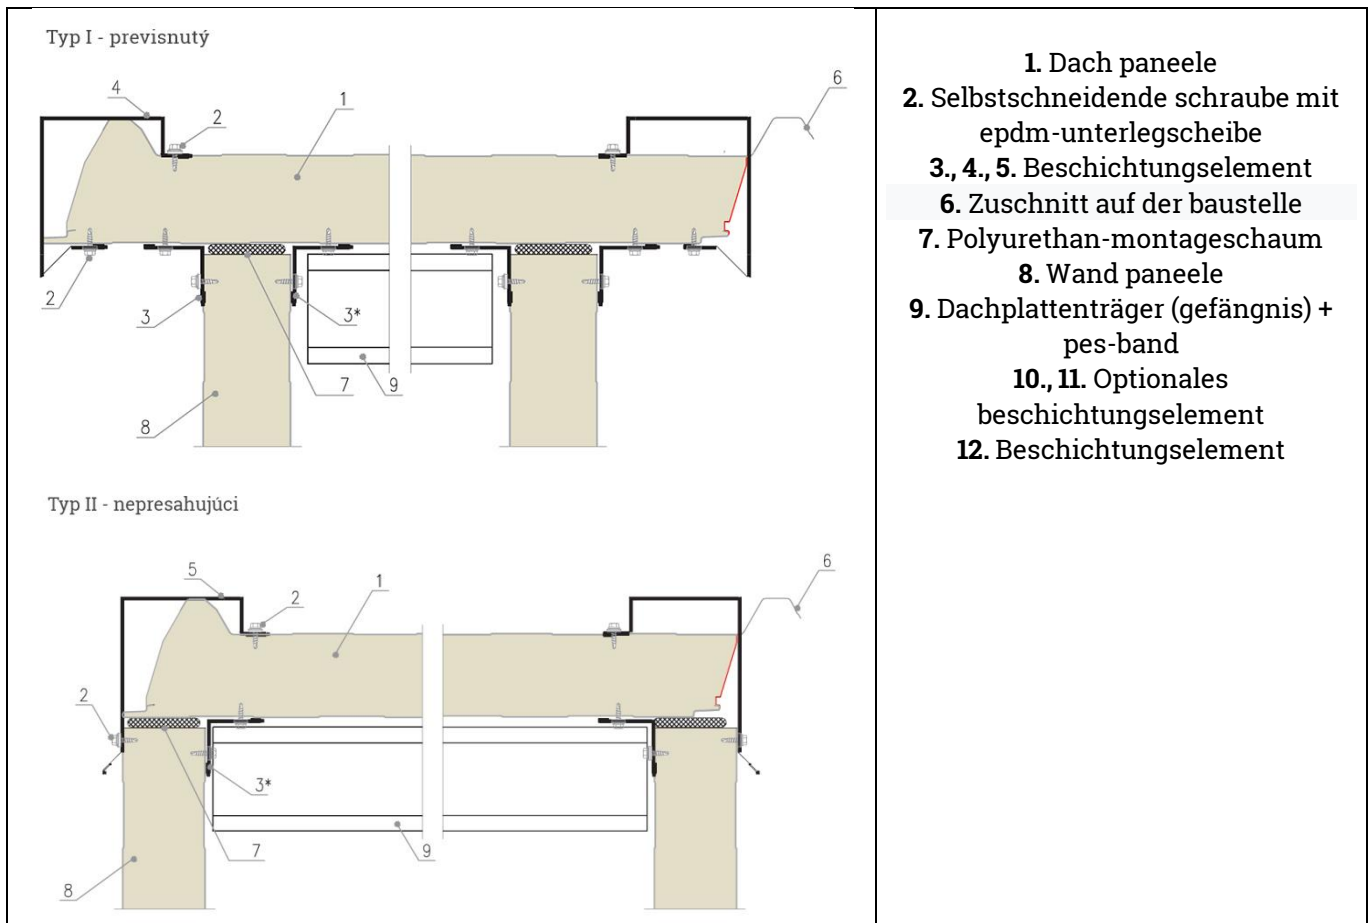 Typ I - previsnutý
4
2
1
6
2
3
3*
7
9
8
Typ II - nepresahujúci
5
2
1
6
2
3*
7
9
8
1. Dach paneele
2. Selbstschneidende schraube mit
epdm-unterlegscheibe
3., 4., 5. Beschichtungselement
6. Zuschnitt auf der baustelle
7. Polyurethan-montageschaum
8. Wand paneele
9. Dachplattenträger (gefängnis) +
pes-band
10., 11. Optionales
beschichtungselement
12. Beschichtungselement